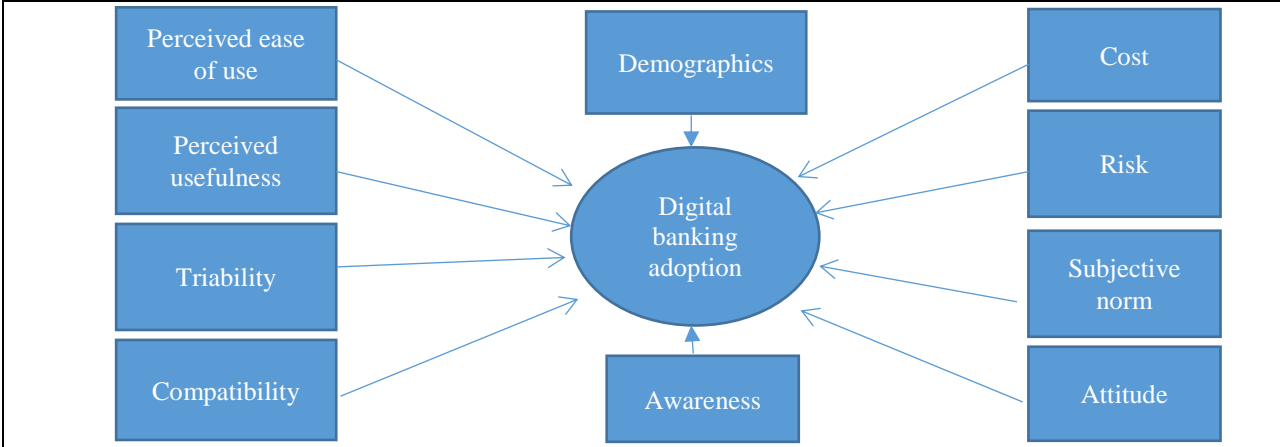 Perceived ease
of use
Perceived
usefulness
Triability
Compatibility
Demographics
Digital
banking
adoption
Awareness
Cost
Risk
Subjective
norm
Attitude